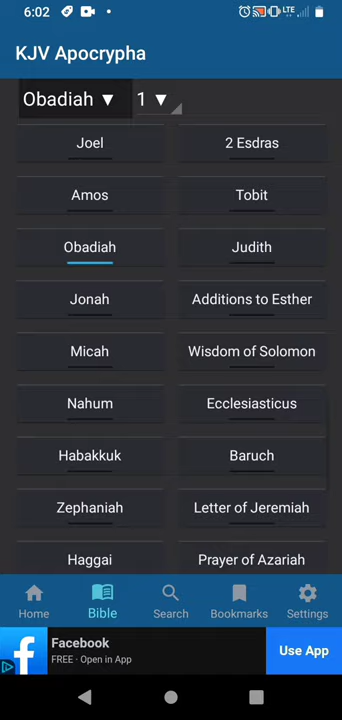 6:02
LTE
KJV Apocrypha
Obadiah ▼ 1 ▼
Joel 2 Esdras
Amos Tobit
Obadiah Judith
Jonah Additions to Esther
Micah Wisdom of Solomon
Nahum Ecclesiasticus
Habakkuk Baruch
Zephaniah Letter of Jeremiah
Haggai Prayer of Azariah
Home Bible Search Bookmarks Settings
Facebook
FREE · Open in App
Use App